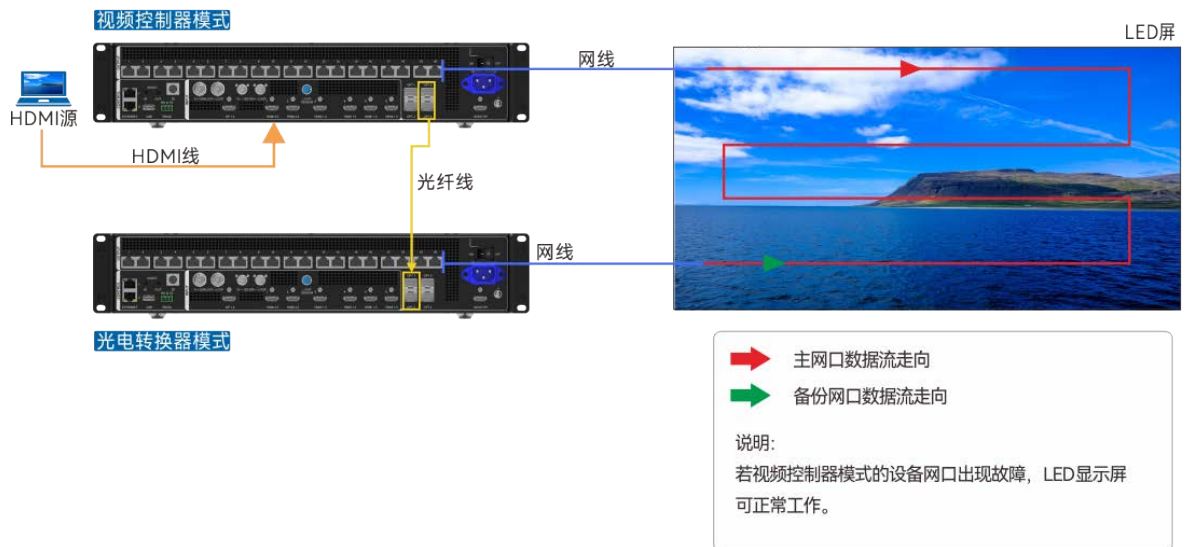 视频控制器模式
LED屏
网线
HDMI源
HDMI线
光纤线
网线
光电转换器模式
主网口数据流走向
备份网口数据流走向
说明:
若视频控制器模式的设备网口出现故障，LED显示屏
可正常工作。